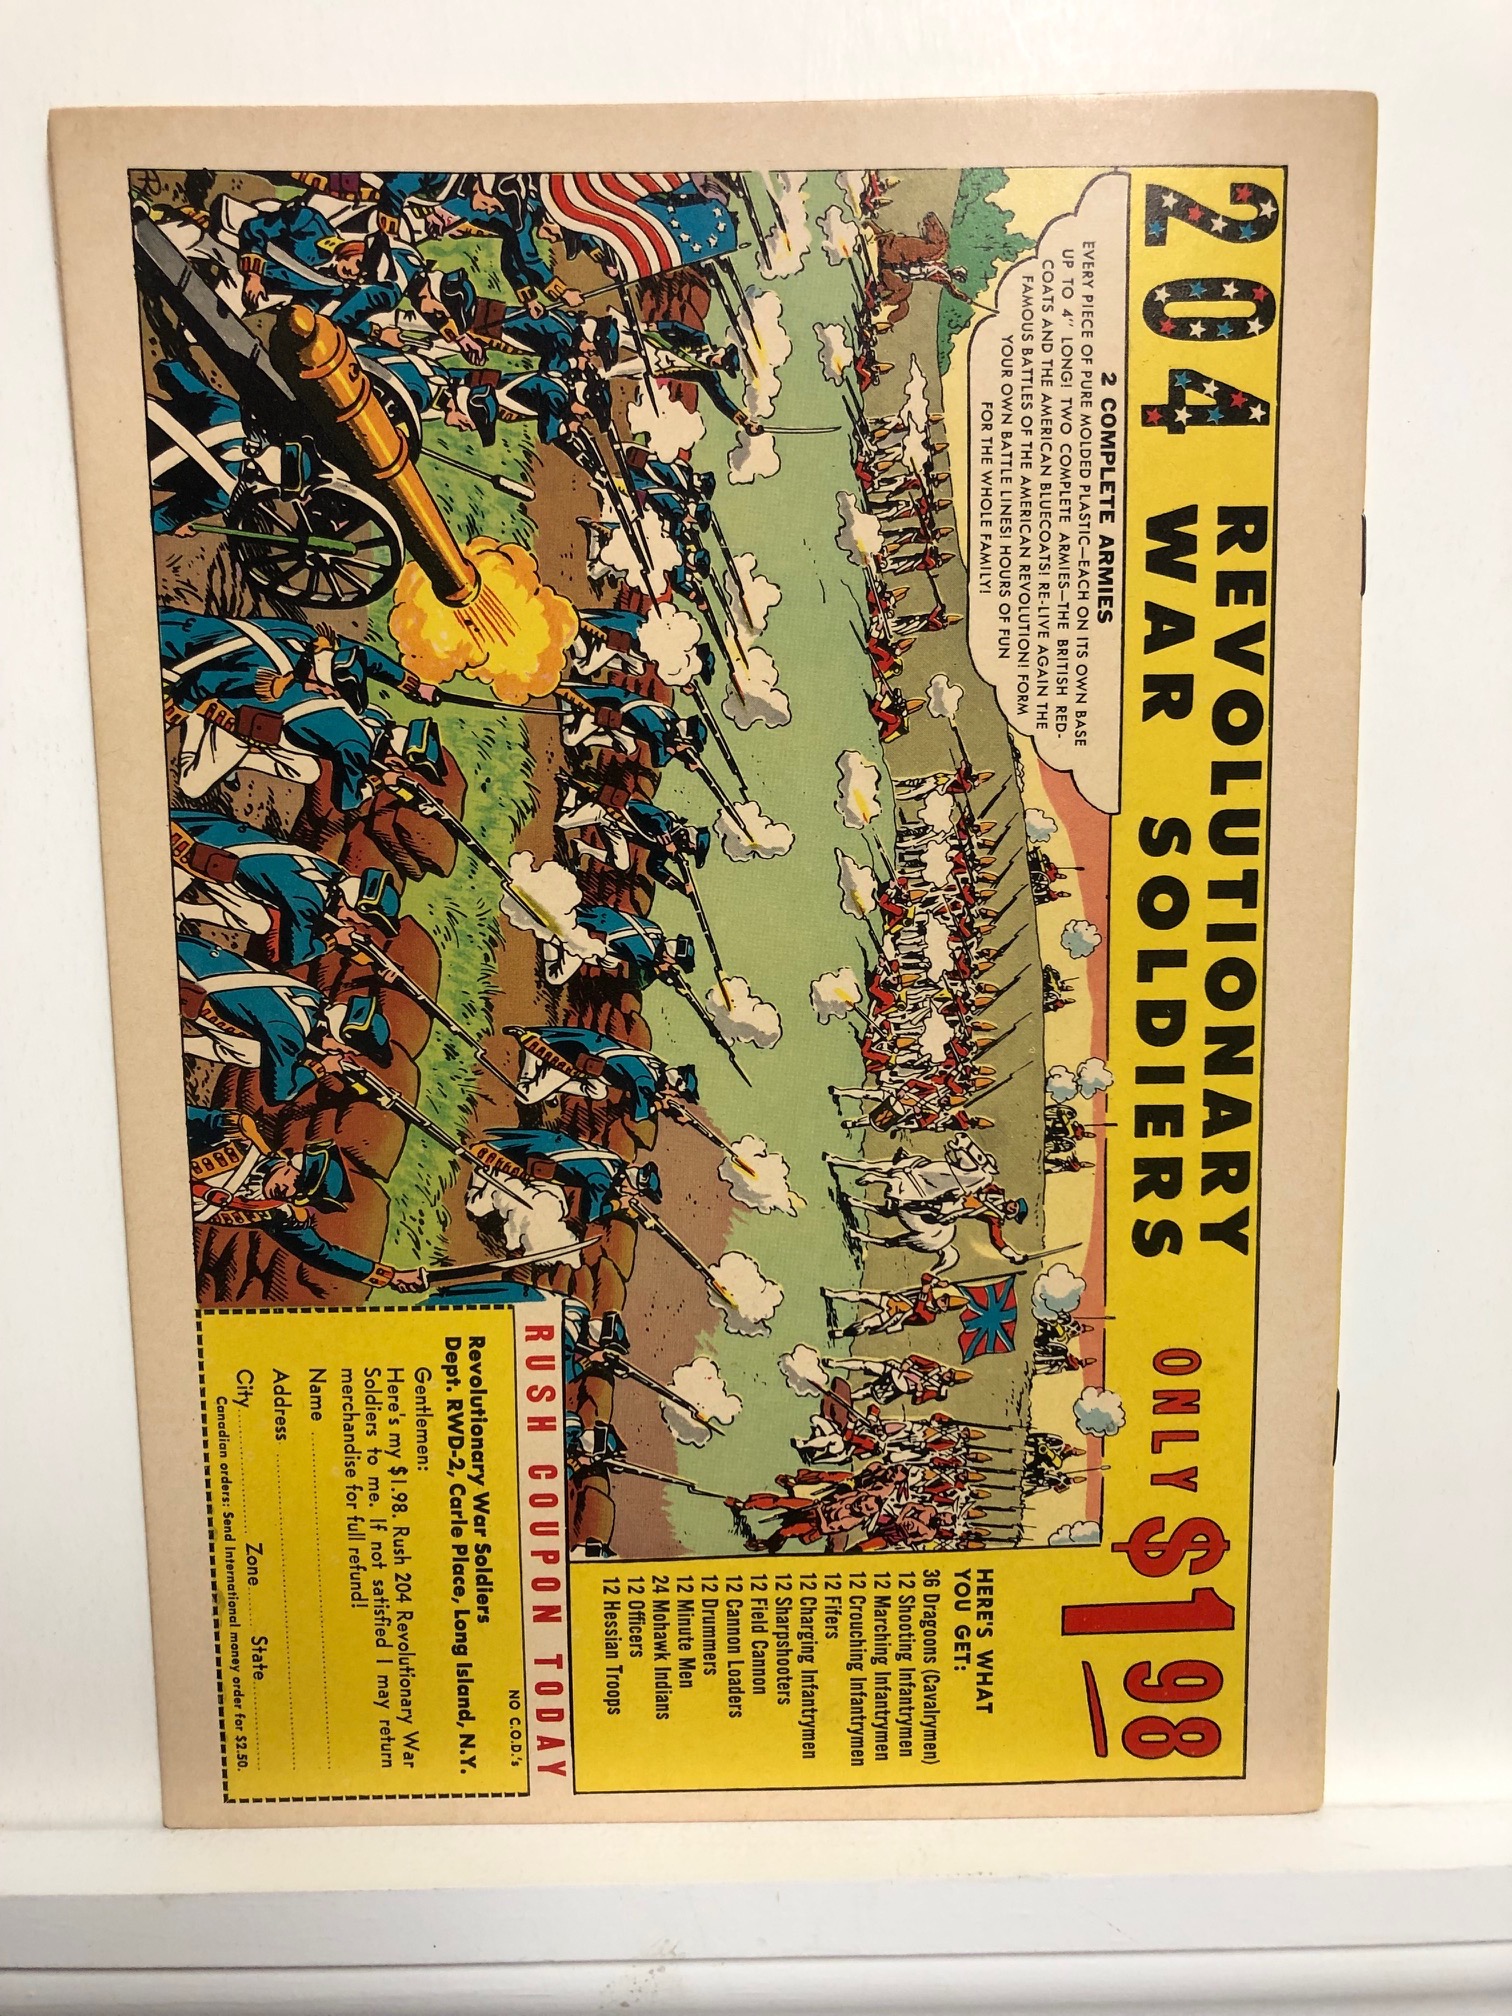 204 REVOLUTIONARY
WAR SOLDIERS ONLY $1.98
2 COMPLETE ARMIES
EVERY PIECE OF PURE MOLDED PLASTIC—EACH ON ITS OWN BASE
UP TO 4" LONG! TWO COMPLETE ARMIES—THE BRITISH RED-
COATS AND THE AMERICAN BLUECOATS! RE-LIVE AGAIN THE
FAMOUS BATTLES OF THE AMERICAN REVOLUTION! FORM
YOUR OWN BATTLE LINES! HOURS OF FUN
FOR THE WHOLE FAMILY!
HERE'S WHAT
YOU GET:
36 Dragoons (Cavalrymen)
12 Shooting Infantrymen
12 Marching Infantrymen
12 Crouching Infantrymen
12 Fifers
12 Charging Infantrymen
12 Sharpshooters
12 Field Cannon
12 Cannon Loaders
12 Drummers
12 Minute Men
24 Mohawk Indians
12 Officers
12 Hessian Troops
RUSH COUPON TODAY
NO C.O.D.'s
Revolutionary War Soldiers
Dept. RWD-2, Carle Place, Long Island, N.Y.
Gentlemen:
Here's my $1.98. Rush 204 Revolutionary War
Soldiers to me. If not satisfied I may return
merchandise for full refund!
Name
Address
City Zone State
Canadian orders: Send International money order for $2.50.